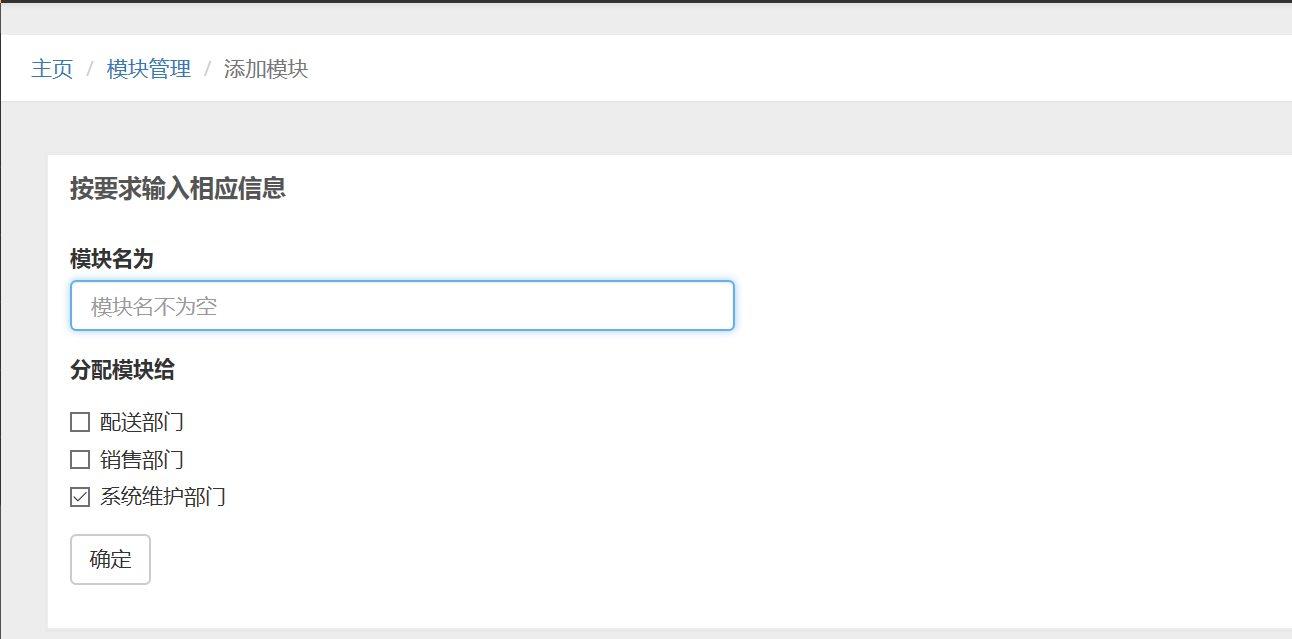 主页 / 模块管理 / 添加模块
按要求输入相应信息
模块名为
模块名不为空
分配模块给
配送部门
销售部门
系统维护部门
确定